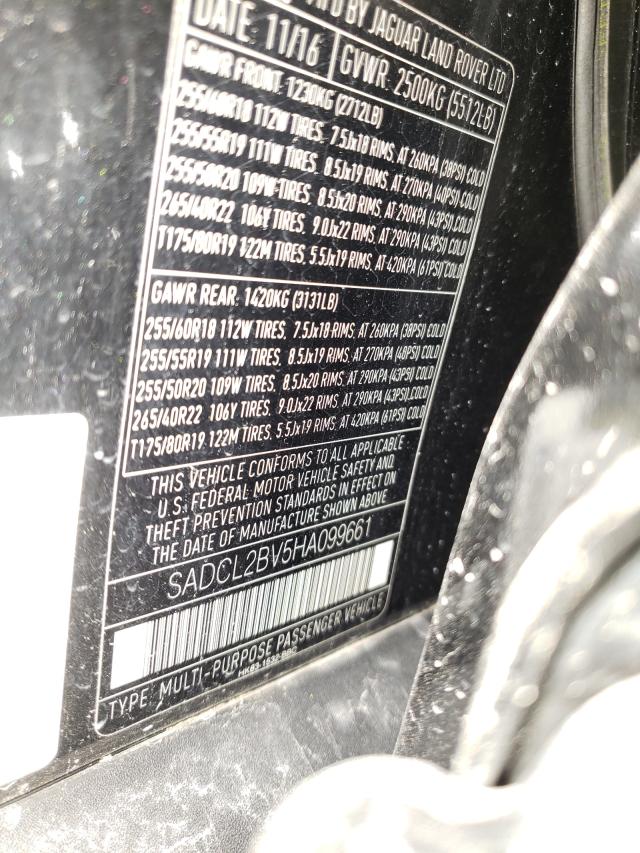 BY JAGUAR LAND ROVER LTD
DATE 11/16 GVWR 2500KG (5512LB)
GAWR FRONT. 1230KG (2712LB)
255/60R18 112W TIRES, 7.5Jx18 RIMS, AT 260KPA (38PSI) COLD
255/55R19 111W TIRES, 8.5Jx19 RIMS, AT 270KPA (40PSI) COLD
255/50R20 109W TIRES, 8.5Jx20 RIMS, AT 290KPA (43PSI) COLD
265/40R22 106Y TIRES, 9.0Jx22 RIMS, AT 290KPA (43PSI) COLD
T175/80R19 122M TIRES, 5.5Jx19 RIMS, AT 420KPA (61PSI) COLD
GAWR REAR. 1420KG (3131LB)
255/60R18 112W TIRES, 7.5Jx18 RIMS, AT 260KPA (38PSI) COLD
255/55R19 111W TIRES, 8.5Jx19 RIMS, AT 270KPA (40PSI) COLD
255/50R20 109W TIRES, 8.5Jx20 RIMS, AT 290KPA (43PSI) COLD
265/40R22 106Y TIRES, 9.0Jx22 RIMS, AT 290KPA (43PSI) COLD
T175/80R19 122M TIRES, 5.5Jx19 RIMS, AT 420KPA (61PSI) COLD
THIS VEHICLE CONFORMS TO ALL APPLICABLE
U.S. FEDERAL MOTOR VEHICLE SAFETY AND
THEFT PREVENTION STANDARDS IN EFFECT ON
THE DATE OF MANUFACTURE SHOWN ABOVE
SADCL2BV5HA099661
TYPE: MULTI-PURPOSE PASSENGER VEHICLE